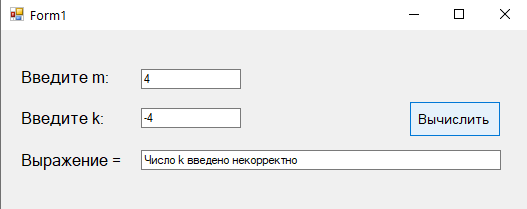 Form1
Введите m:
4
Введите k:
-4
Вычислить
Выражение =
Число k введено некорректно